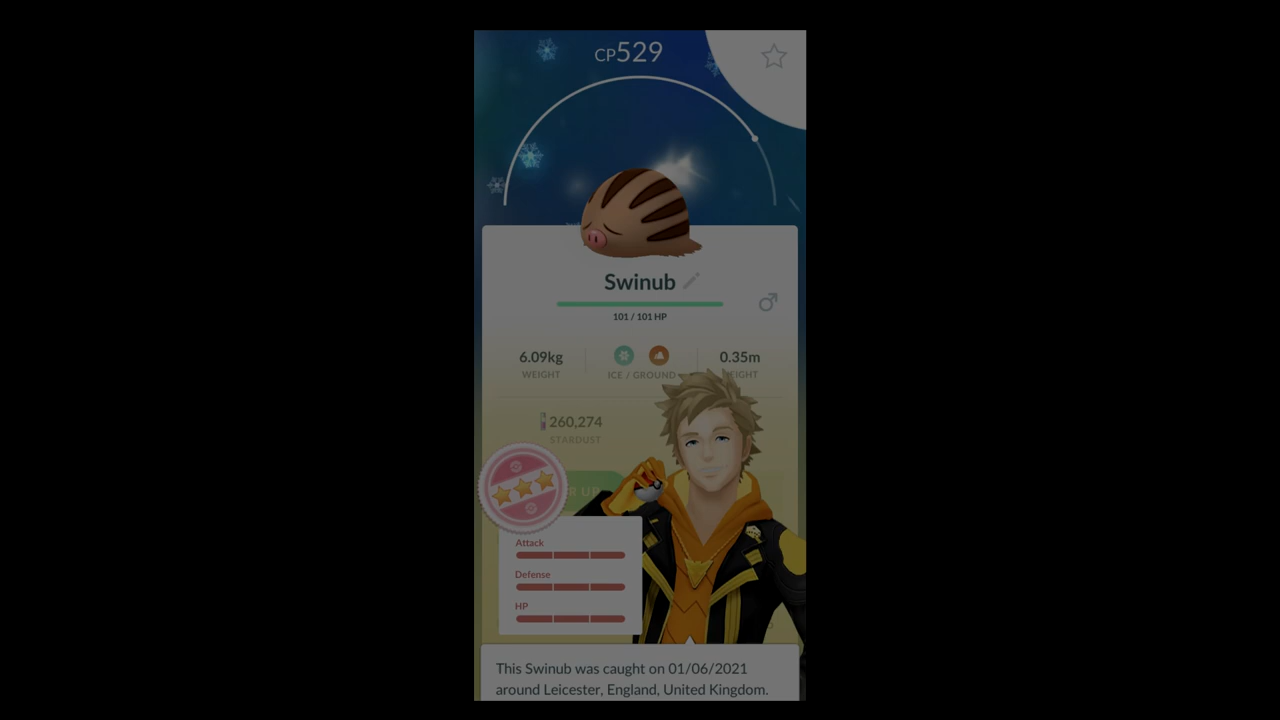 CP529
Swinub
101 / 101 HP
6.09kg
WEIGHT
ICE / GROUND
0.35m
260,274
STARDUST
Attack
Defense
HP
This Swinub was caught on 01/06/2021
around Leicester, England, United Kingdom.